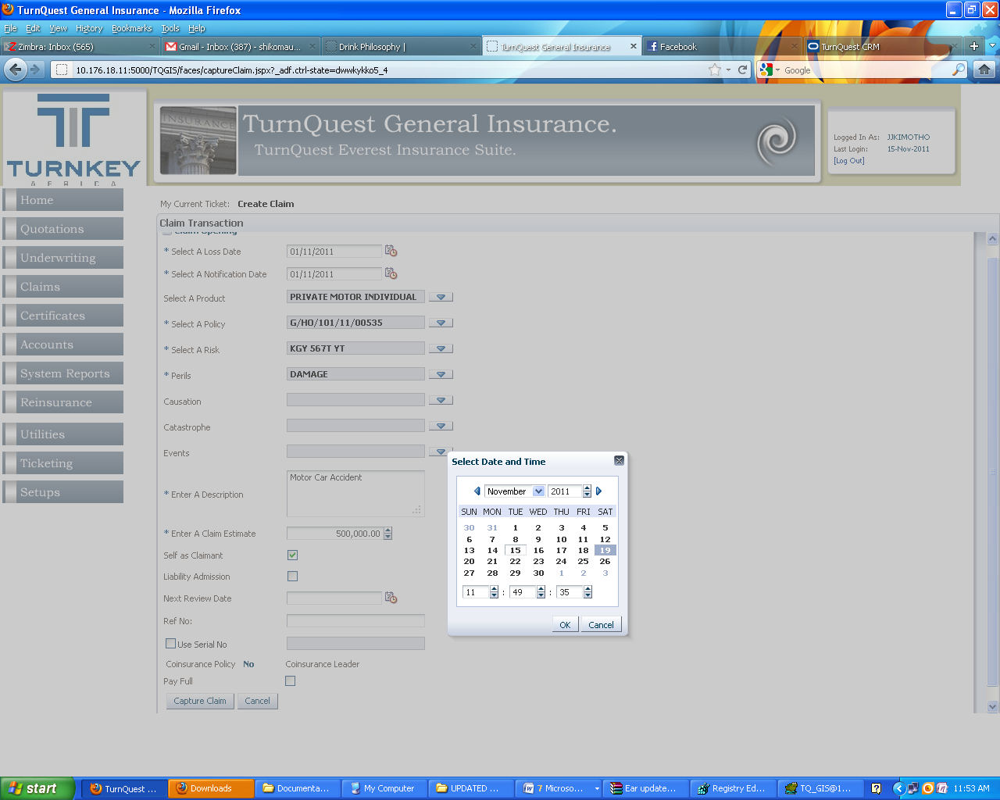 TurnQuest General Insurance - Mozilla Firefox
File Edit View History Bookmarks Tools Help
Zimbra: Inbox (565)
Gmail - Inbox (387) - shikomau...
Drink Philosophy |
TurnQuest General Insurance
Facebook
TurnQuest CRM
10.176.18.11:5000/TQGIS/faces/captureClaim.jspx?_adf.ctrl-state=dwwkykko5_4
Google
TURNKEY
AFRICA
INSURANCE
TurnQuest General Insurance.
TurnQuest Everest Insurance Suite.
Logged In As: JJKIMOTHO
Last Login: 15-Nov-2011
[Log Out]
Home
Quotations
Underwriting
Claims
Certificates
Accounts
System Reports
Reinsurance
Utilities
Ticketing
Setups
My Current Ticket: Create Claim
Claim Transaction
Claim Opening
* Select A Loss Date 01/11/2011
* Select A Notification Date 01/11/2011
Select A Product PRIVATE MOTOR INDIVIDUAL
* Select A Policy G/HO/101/11/00535
* Select A Risk KGY 567T YT
* Perils DAMAGE
Causation
Catastrophe
Events
* Enter A Description Motor Car Accident
* Enter A Claim Estimate 500,000.00
Self as Claimant
Liability Admission
Next Review Date
Ref No:
Use Serial No
Coinsurance Policy No Coinsurance Leader
Pay Full
Capture Claim Cancel
Select Date and Time
November 2011
SUN MON TUE WED THU FRI SAT
30 31 1 2 3 4 5
6 7 8 9 10 11 12
13 14 15 16 17 18 19
20 21 22 23 24 25 26
27 28 29 30 1 2 3
11 : 49 : 35
OK Cancel
start
TurnQuest ...
Downloads
Documenta...
My Computer
UPDATED ...
7 Microso...
Ear update...
Registry Ed...
TQ_GIS@1...
11:53 AM